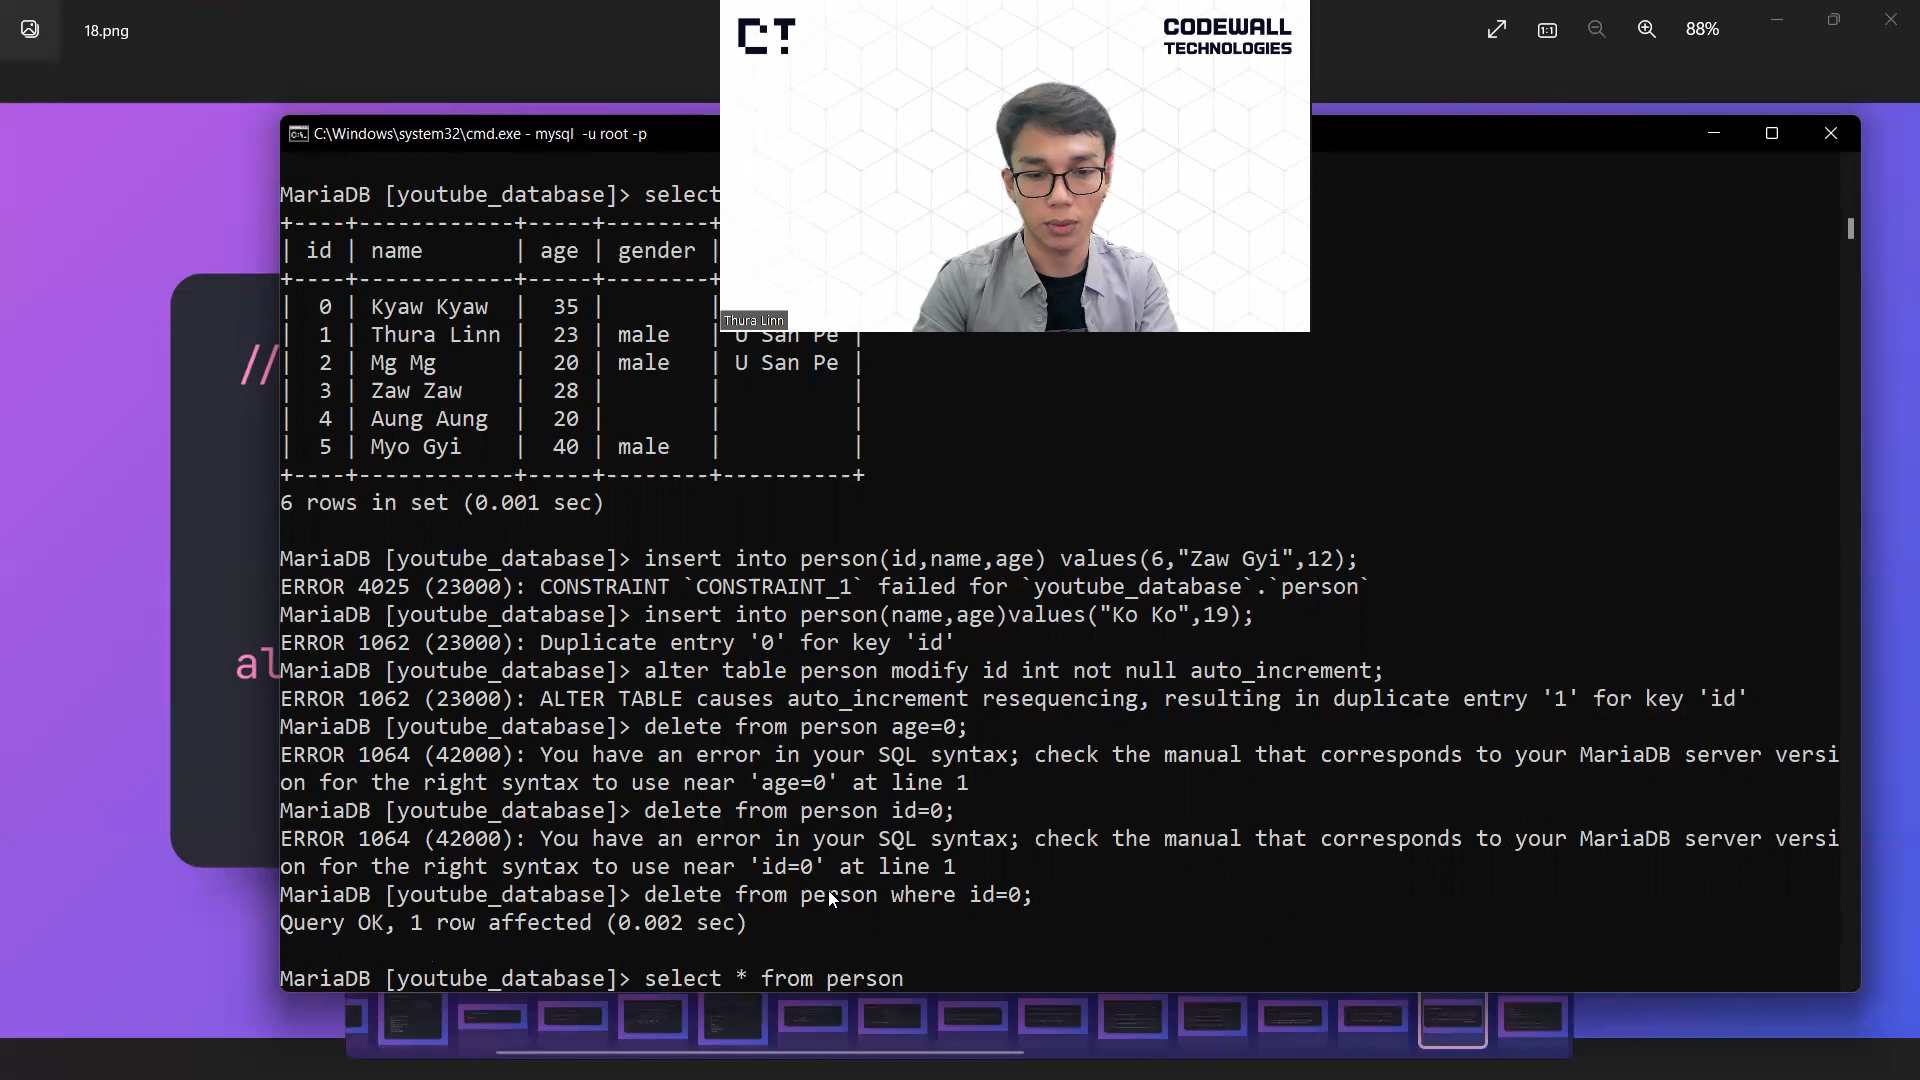 18.png
88%
CT
CODEWALL
TECHNOLOGIES
C:\Windows\system32\cmd.exe - mysql -u root -p
MariaDB [youtube_database]> select
+----+------------+-----+--------+
| id | name | age | gender |
+----+------------+-----+--------+
| 0 | Kyaw Kyaw | 35 | |
Thura Linn
| 1 | Thura Linn | 23 | male | U San Pe |
| 2 | Mg Mg | 20 | male | U San Pe |
| 3 | Zaw Zaw | 28 | | |
| 4 | Aung Aung | 20 | | |
| 5 | Myo Gyi | 40 | male | |
+----+------------+-----+--------+----------+
6 rows in set (0.001 sec)
MariaDB [youtube_database]> insert into person(id,name,age) values(6,"Zaw Gyi",12);
ERROR 4025 (23000): CONSTRAINT `CONSTRAINT_1` failed for `youtube_database`.`person`
MariaDB [youtube_database]> insert into person(name,age)values("Ko Ko",19);
ERROR 1062 (23000): Duplicate entry '0' for key 'id'
MariaDB [youtube_database]> alter table person modify id int not null auto_increment;
ERROR 1062 (23000): ALTER TABLE causes auto_increment resequencing, resulting in duplicate entry '1' for key 'id'
MariaDB [youtube_database]> delete from person age=0;
ERROR 1064 (42000): You have an error in your SQL syntax; check the manual that corresponds to your MariaDB server versi
on for the right syntax to use near 'age=0' at line 1
MariaDB [youtube_database]> delete from person id=0;
ERROR 1064 (42000): You have an error in your SQL syntax; check the manual that corresponds to your MariaDB server versi
on for the right syntax to use near 'id=0' at line 1
MariaDB [youtube_database]> delete from person where id=0;
Query OK, 1 row affected (0.002 sec)
MariaDB [youtube_database]> select * from person
//
al